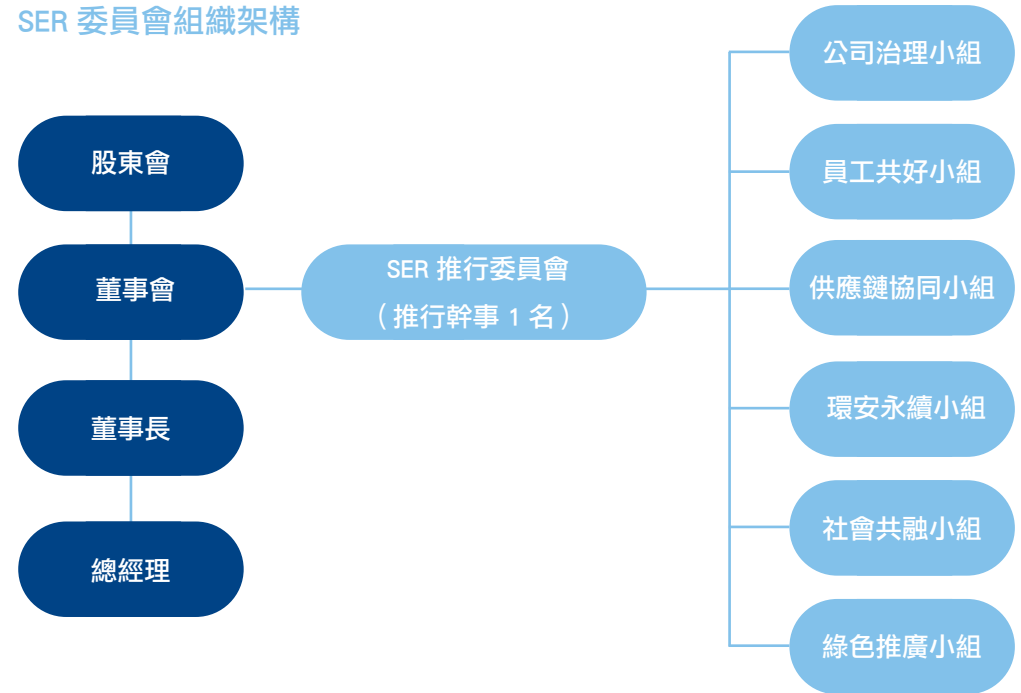 SER 委員會組織架構
股東會
董事會
董事長
總經理
SER 推行委員會
（推行幹事 1 名）
公司治理小組
員工共好小組
供應鏈協同小組
環安永續小組
社會共融小組
綠色推廣小組